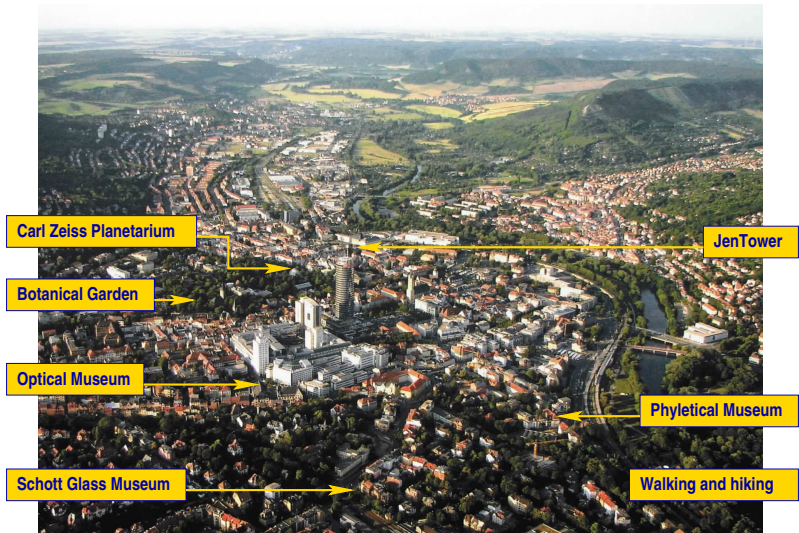 Carl Zeiss Planetarium
JenTower
Botanical Garden
Optical Museum
Phyletical Museum
Schott Glass Museum
Walking and hiking